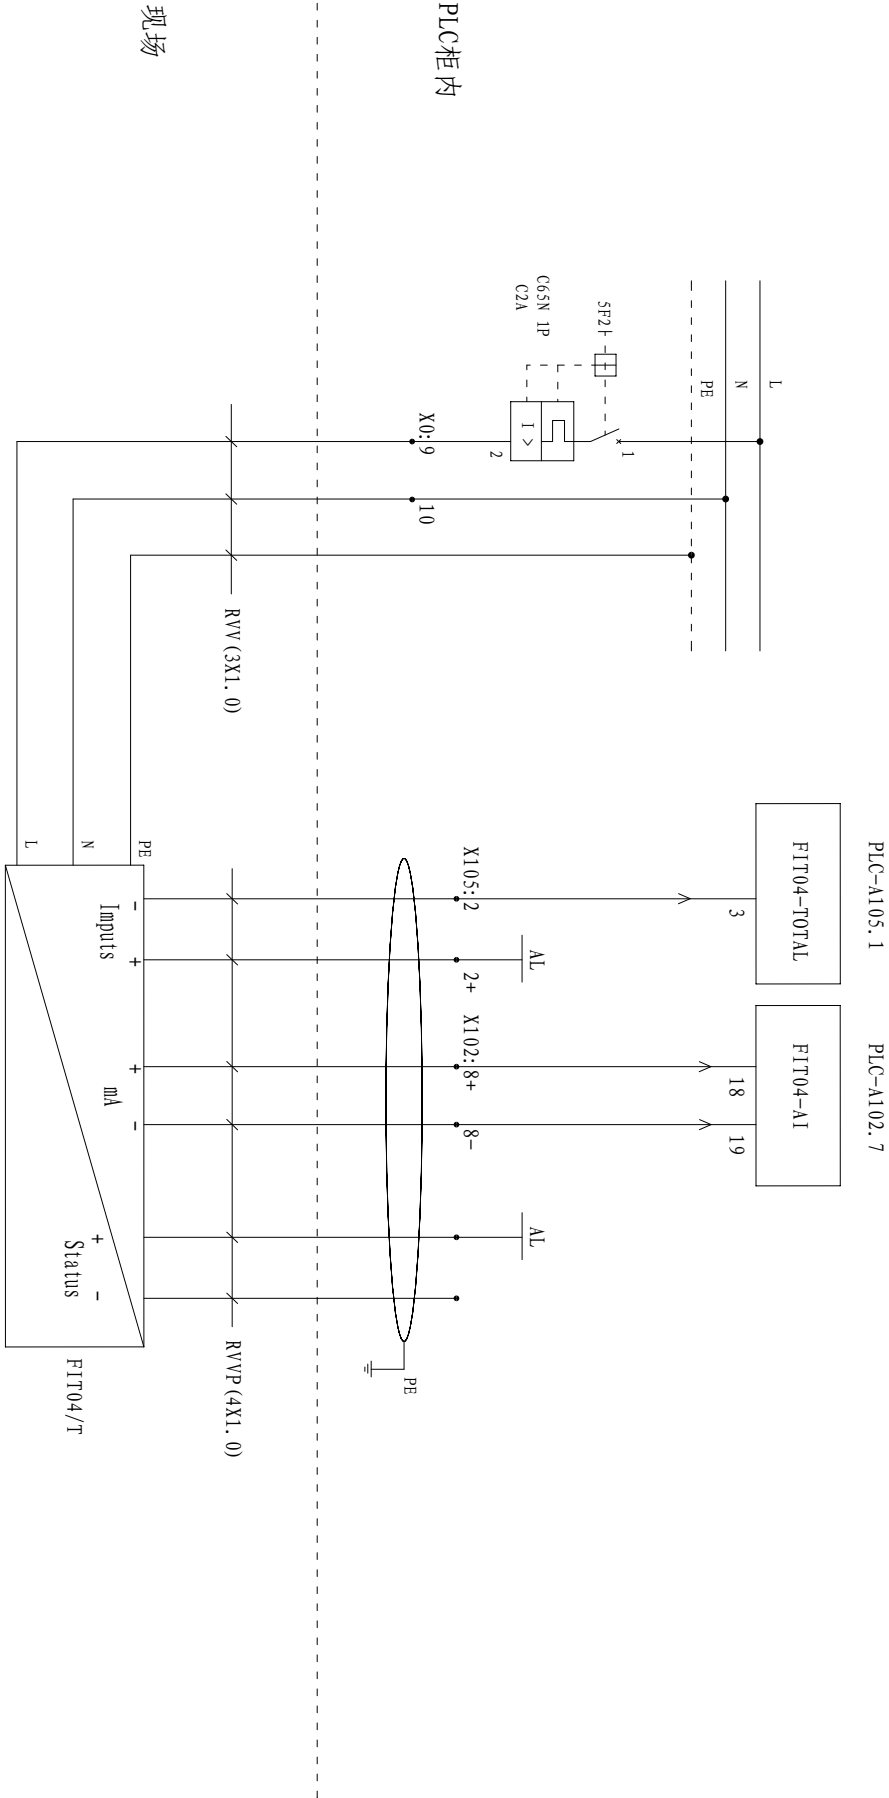 PLC-A105.1
PLC-A102.7
FIT04-TOTAL
FIT04-AI
3
18
19
L
N
PE
5F2
1
C65N 1P
C2A
I >
2
AL
AL
PLC柜内
X0:9
10
X105:2
2+
X102:8+
8-
PE
RVV(3X1.0)
RVVP(4X1.0)
现场
L
N
PE
- +
Imputs
+ -
mA
+ -
Status
FIT04/T